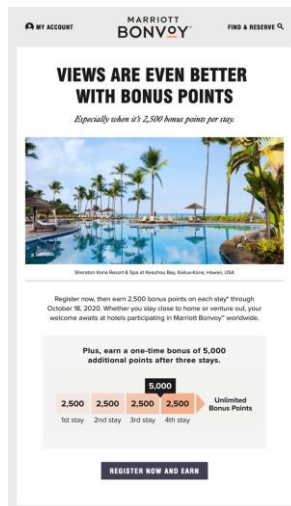 MY ACCOUNT
MARRIOTT
BONVOY™
FIND & RESERVE
VIEWS ARE EVEN BETTER
WITH BONUS POINTS
Especially when it's 2,500 bonus points per stay.
Sheraton Kona Resort & Spa at Keauhou Bay, Kailua-Kona, Hawaii, USA
Register now, then earn 2,500 bonus points on each stay* through
October 18, 2020. Whether you stay close to home or venture out, your
welcome awaits at hotels participating in Marriott Bonvoy™ worldwide.
Plus, earn a one-time bonus of 5,000
additional points after three stays.
5,000
2,500 2,500 2,500 2,500 Unlimited
Bonus Points
1st stay 2nd stay 3rd stay 4th stay
REGISTER NOW AND EARN